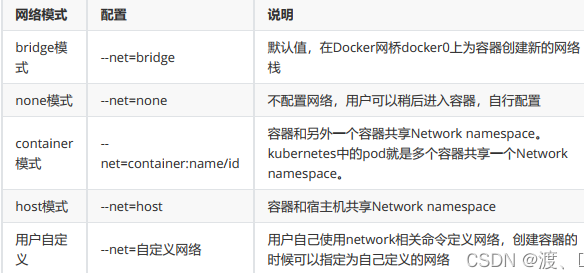 网络模式 配置 说明
bridge模 --net=bridge 默认值，在Docker网桥docker0上为容器创建新的网络
式 栈
none模式 --net=none 不配置网络，用户可以稍后进入容器，自行配置
container -- 容器和另外一个容器共享Network namespace。
模式 net=container:name/id kubernetes中的pod就是多个容器共享一个Network
namespace。
host模式 --net=host 容器和宿主机共享Network namespace
用户自定 --net=自定义网络 用户自己使用network相关命令定义网络，创建容器的
义 时候可以指定为自己定义的网络
CSDN @渡、